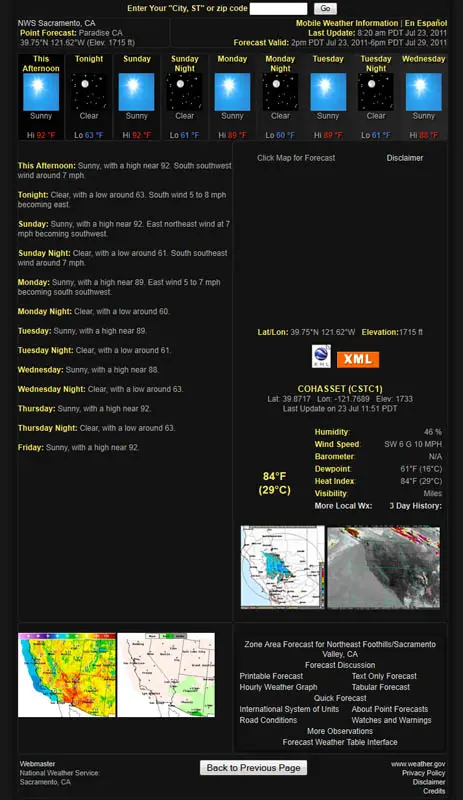 Enter Your "City, ST" or zip code Go
NWS Sacramento, CA
Point Forecast: Paradise CA
39.75°N 121.62°W (Elev. 1715 ft)
Mobile Weather Information | En Español
Last Update: 8:20 am PDT Jul 23, 2011
Forecast Valid: 2pm PDT Jul 23, 2011-6pm PDT Jul 29, 2011
This Afternoon Tonight Sunday Sunday Night Monday Monday Night Tuesday Tuesday Night Wednesday
Sunny Clear Sunny Clear Sunny Clear Sunny Clear Sunny
Hi 92 °F Lo 63 °F Hi 92 °F Lo 61 °F Hi 89 °F Lo 60 °F Hi 89 °F Lo 61 °F Hi 88 °F
This Afternoon: Sunny, with a high near 92. South southwest
wind around 7 mph.
Tonight: Clear, with a low around 63. South wind 5 to 8 mph
becoming east.
Sunday: Sunny, with a high near 92. East northeast wind at 7
mph becoming southwest.
Sunday Night: Clear, with a low around 61. South southeast
wind around 7 mph.
Monday: Sunny, with a high near 89. East wind 5 to 7 mph
becoming south southwest.
Monday Night: Clear, with a low around 60.
Tuesday: Sunny, with a high near 89.
Tuesday Night: Clear, with a low around 61.
Wednesday: Sunny, with a high near 88.
Wednesday Night: Clear, with a low around 63.
Thursday: Sunny, with a high near 92.
Thursday Night: Clear, with a low around 63.
Friday: Sunny, with a high near 92.
Click Map for Forecast Disclaimer
Lat/Lon: 39.75°N 121.62°W Elevation:1715 ft
KML XML
COHASSET (CSTC1)
Lat: 39.8717 Lon: -121.7689 Elev: 1733
Last Update on 23 Jul 11:51 PDT
84°F
(29°C)
Humidity: 46 %
Wind Speed: SW 6 G 10 MPH
Barometer: N/A
Dewpoint: 61°F (16°C)
Heat Index: 84°F (29°C)
Visibility: Miles
More Local Wx: 3 Day History:
Zone Area Forecast for Northeast Foothills/Sacramento
Valley, CA
Forecast Discussion
Printable Forecast Text Only Forecast
Hourly Weather Graph Tabular Forecast
Quick Forecast
International System of Units About Point Forecasts
Road Conditions Watches and Warnings
More Observations
Forecast Weather Table Interface
Webmaster
National Weather Service:
Sacramento, CA
Back to Previous Page
www.weather.gov
Privacy Policy
Disclaimer
Credits